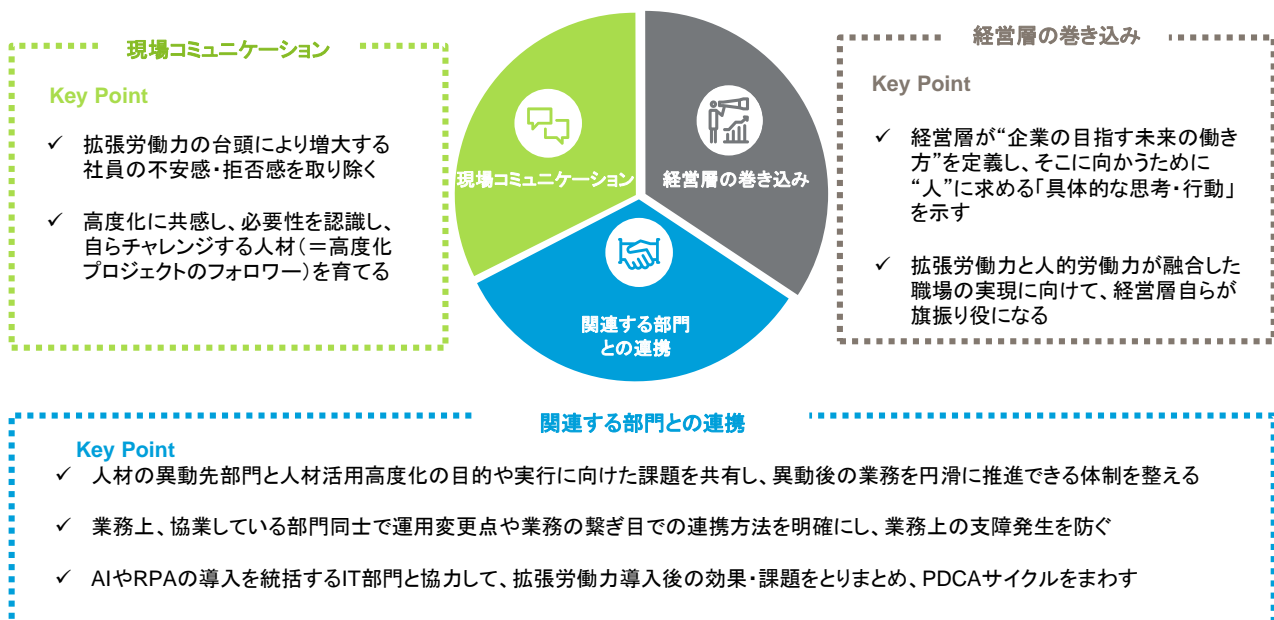 現場コミュニケーション
Key Point
✓ 拡張労働力の台頭により増大する
社員の不安感・拒否感を取り除く
✓ 高度化に共感し、必要性を認識し、
自らチャレンジする人材(=高度化
プロジェクトのフォロワー)を育てる
現場コミュニケーション
経営層の巻き込み
関連する部門
との連携
経営層の巻き込み
Key Point
✓ 経営層が“企業の目指す未来の働き
方”を定義し、そこに向かうために
“人”に求める「具体的な思考・行動」
を示す
✓ 拡張労働力と人的労働力が融合した
職場の実現に向けて、経営層自らが
旗振り役になる
関連する部門との連携
Key Point
✓ 人材の異動先部門と人材活用高度化の目的や実行に向けた課題を共有し、異動後の業務を円滑に推進できる体制を整える
✓ 業務上、協業している部門同士で運用変更点や業務の繋ぎ目での連携方法を明確にし、業務上の支障発生を防ぐ
✓ AIやRPAの導入を統括するIT部門と協力して、拡張労働力導入後の効果・課題をとりまとめ、PDCAサイクルをまわす